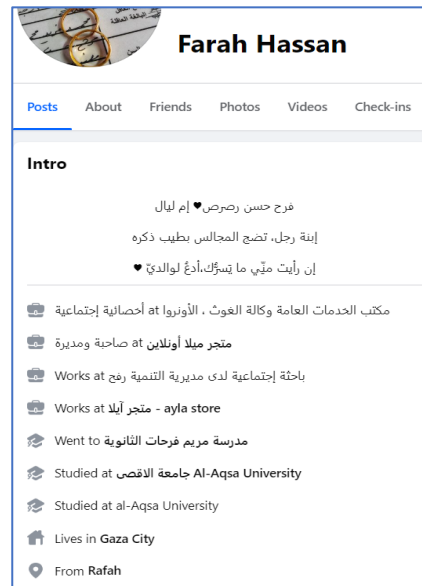 Farah Hassan
Posts About Friends Photos Videos Check-ins
Intro
فرح حسن رصرص♥ إم ليال
إبنة رجل، تضج المجالس بطيب ذكره
إن رأيت منّي ما يَسرُّك،أدعُ لوالديّ ♥
أخصائية إجتماعية at مكتب الخدمات العامة وكالة الغوث ، الأونروا
صاحبة ومديرة at متجر ميلا أونلاين
Works at باحثة إجتماعية لدى مديرية التنمية رفح
Works at متجر آيلا - ayla store
Went to مدرسة مريم فرحات الثانوية
Studied at جامعة الاقصى Al-Aqsa University
Studied at al-Aqsa University
Lives in Gaza City
From Rafah